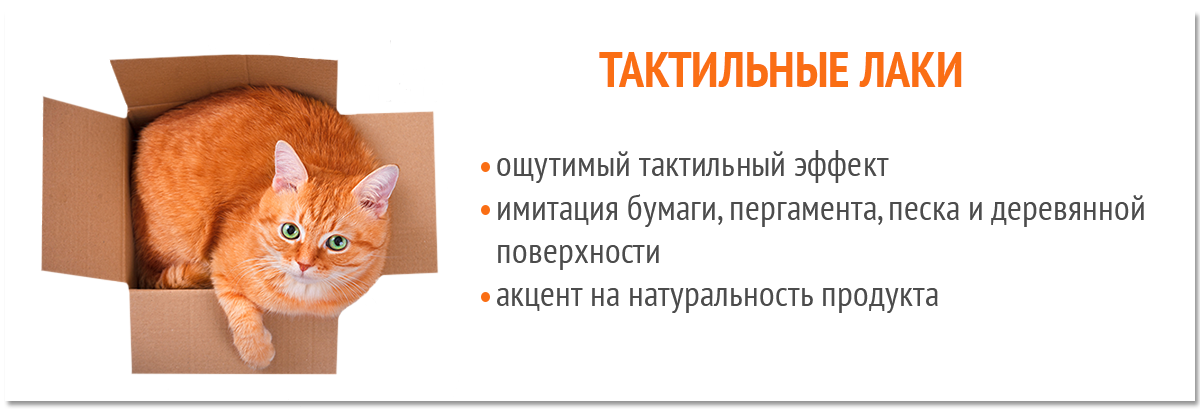 ТАКТИЛЬНЫЕ ЛАКИ
• ощутимый тактильный эффект
• имитация бумаги, пергамента, песка и деревянной
поверхности
• акцент на натуральность продукта